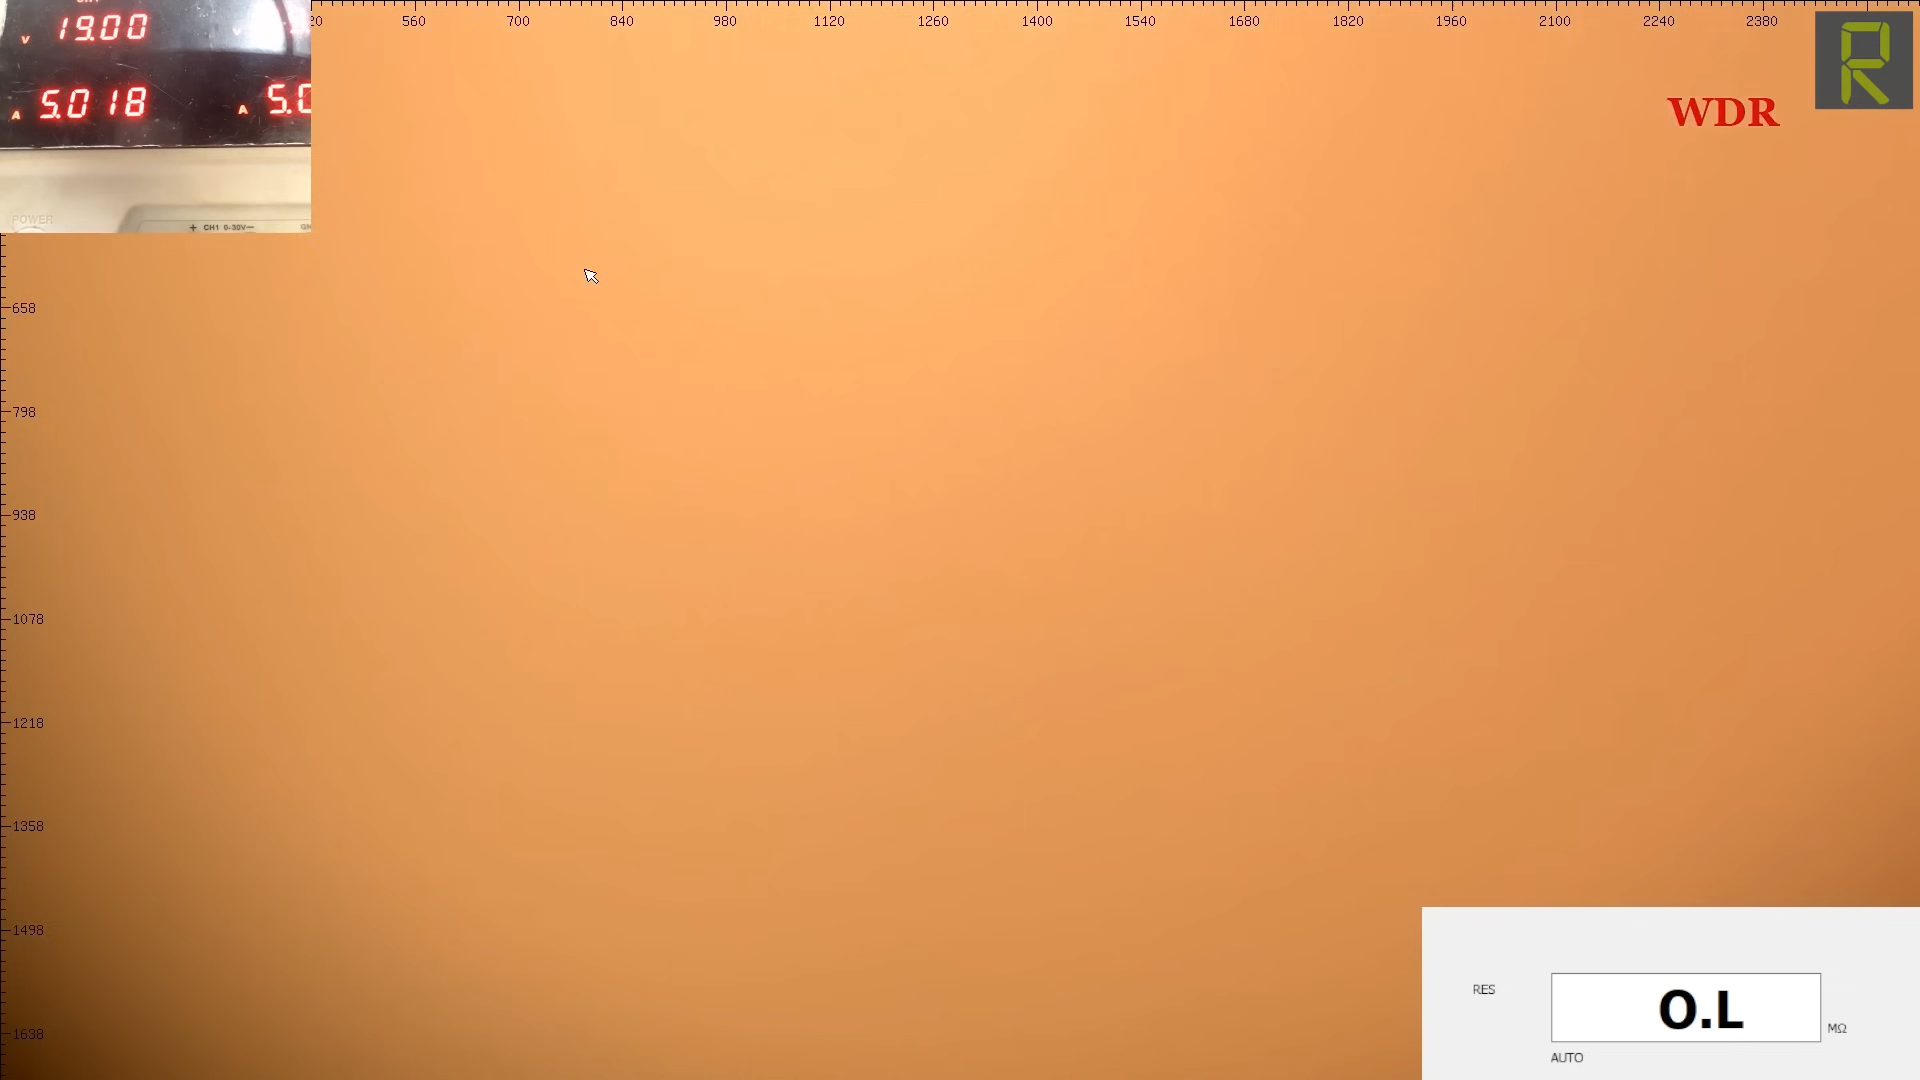 CH1
V 19.00
A 5.018
A 5.0
POWER
+ CH1 0-30V−
20 560 700 840 980 1120 1260 1400 1540 1680 1820 1960 2100 2240 2380
R
WDR
658
798
938
1078
1218
1358
1498
1638
RES
O.L
MΩ
AUTO